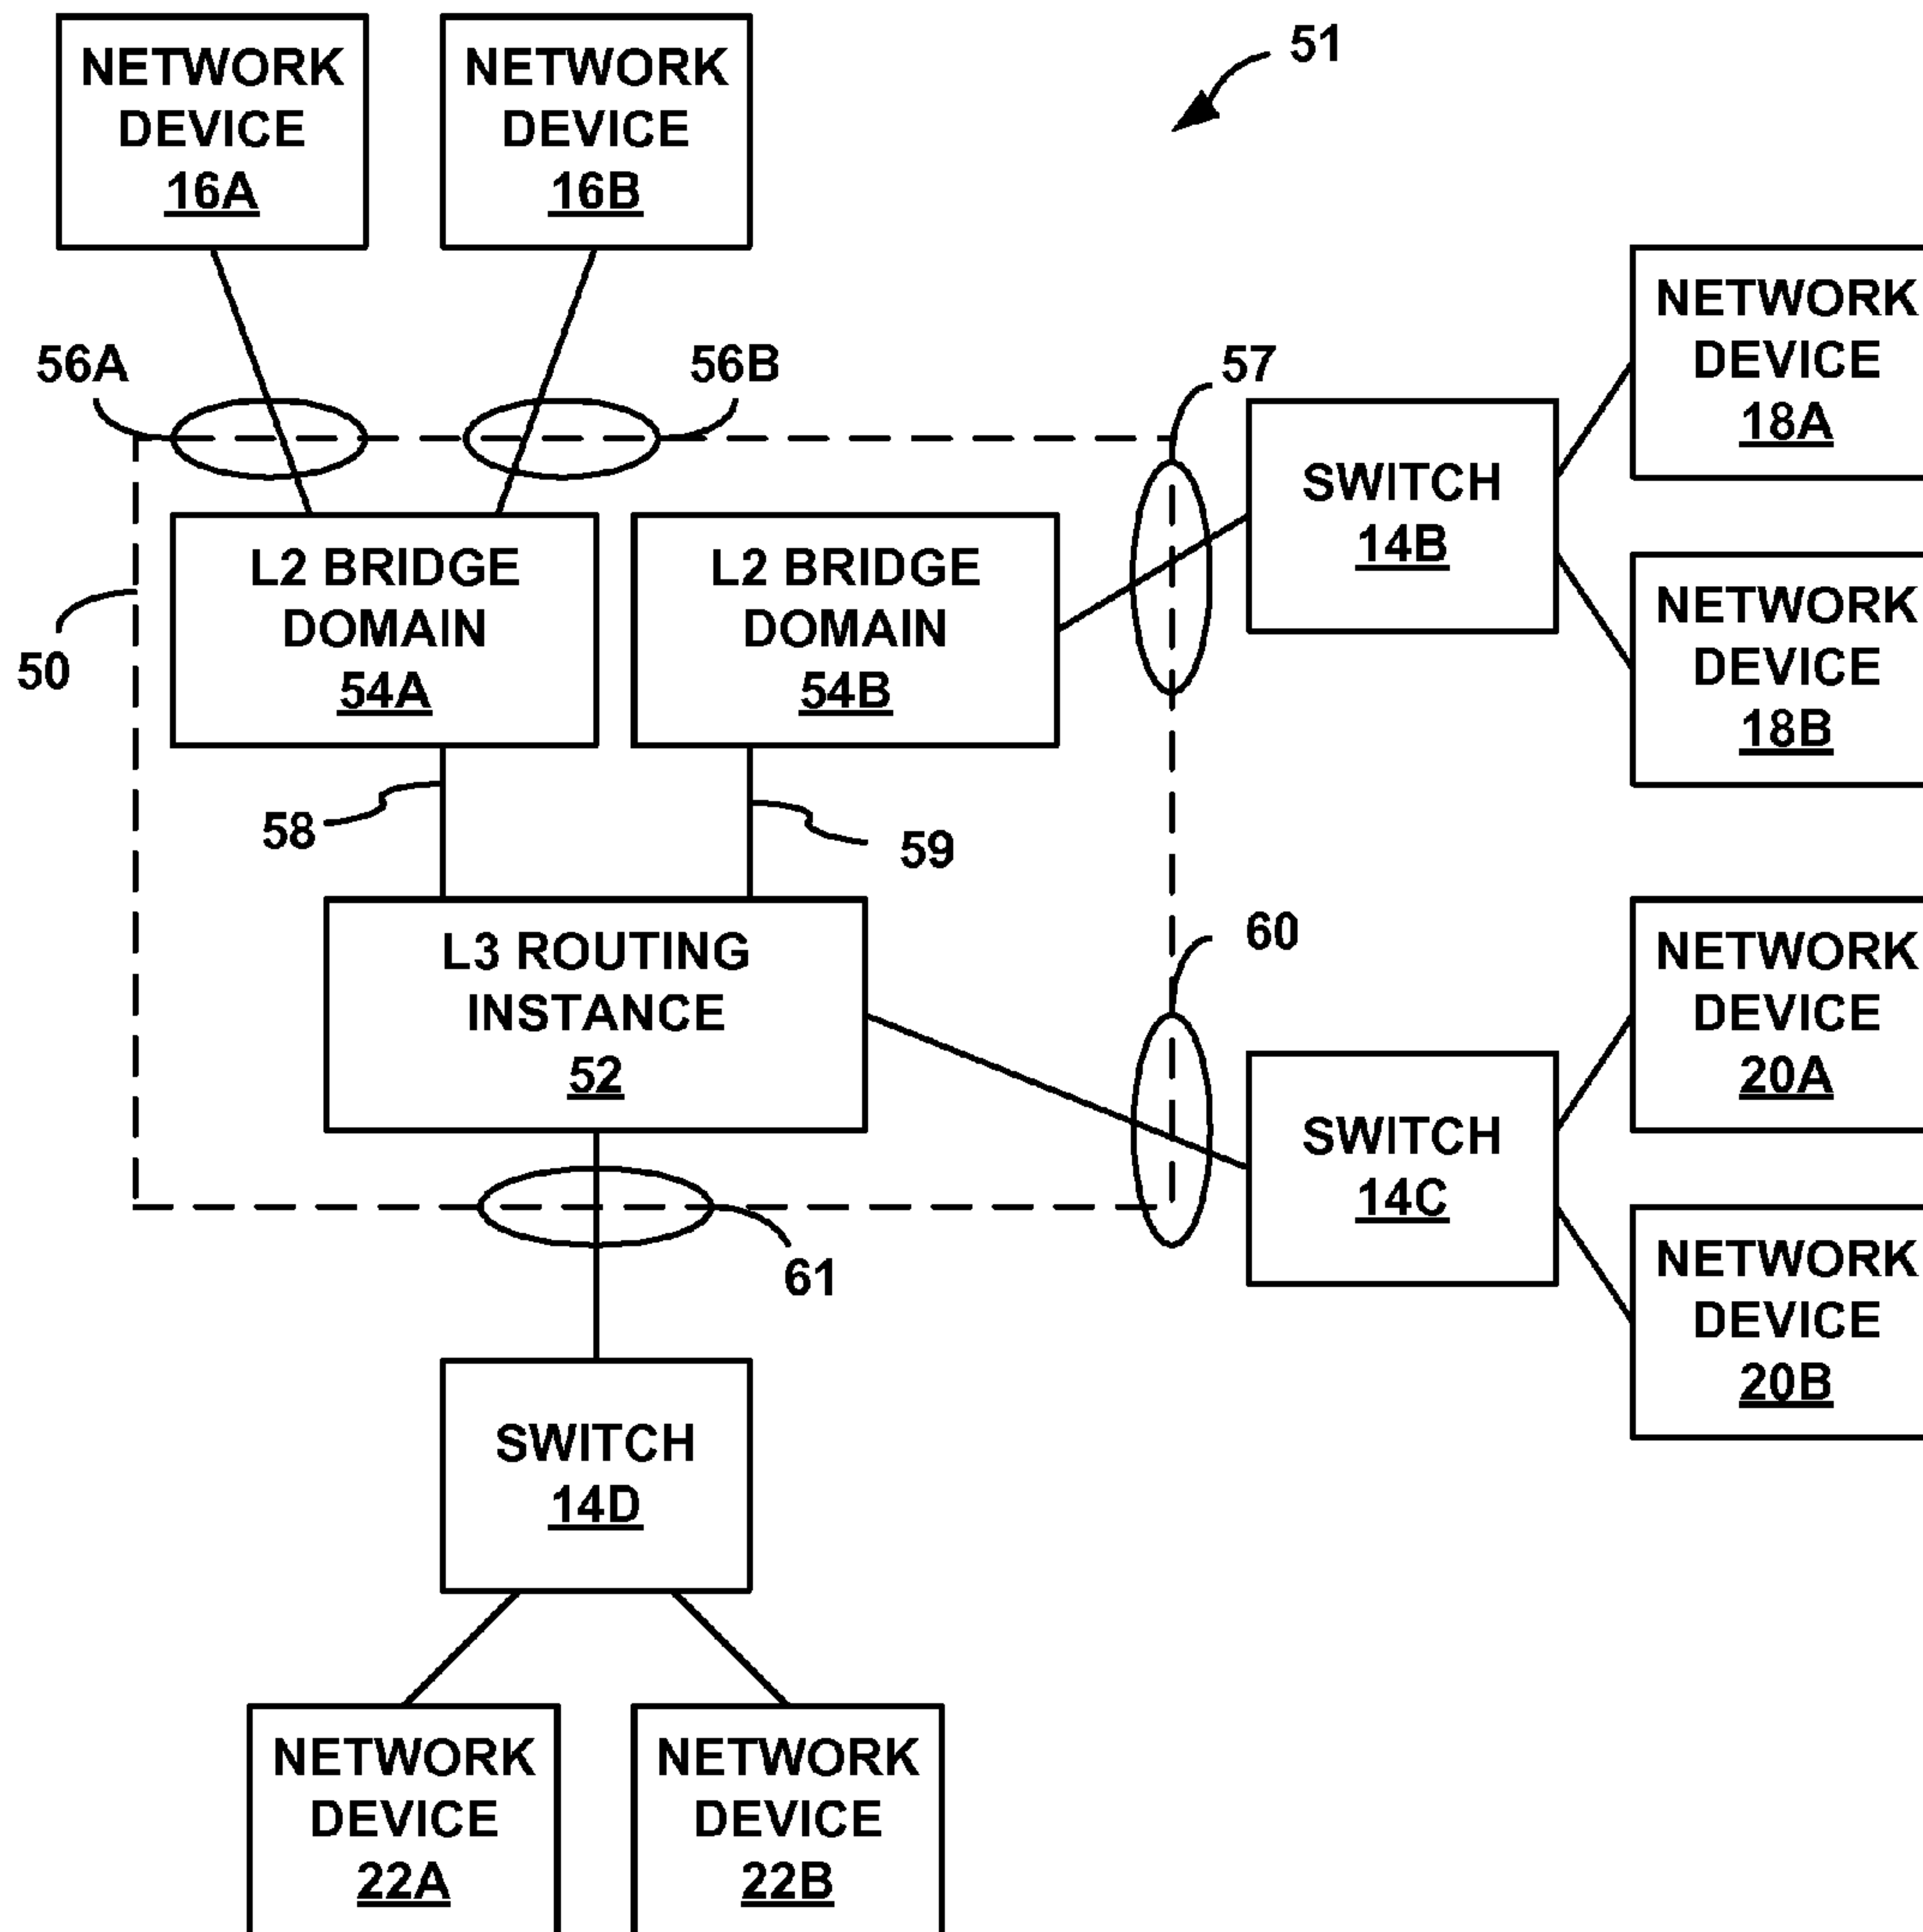 NETWORK
DEVICE
16A
NETWORK
DEVICE
16B
51
NETWORK
DEVICE
18A
56A
56B
57
SWITCH
14B
L2 BRIDGE
DOMAIN
54A
L2 BRIDGE
DOMAIN
54B
NETWORK
DEVICE
18B
50
58
59
L3 ROUTING
INSTANCE
52
60
NETWORK
DEVICE
20A
SWITCH
14C
61
NETWORK
DEVICE
20B
SWITCH
14D
NETWORK
DEVICE
22A
NETWORK
DEVICE
22B